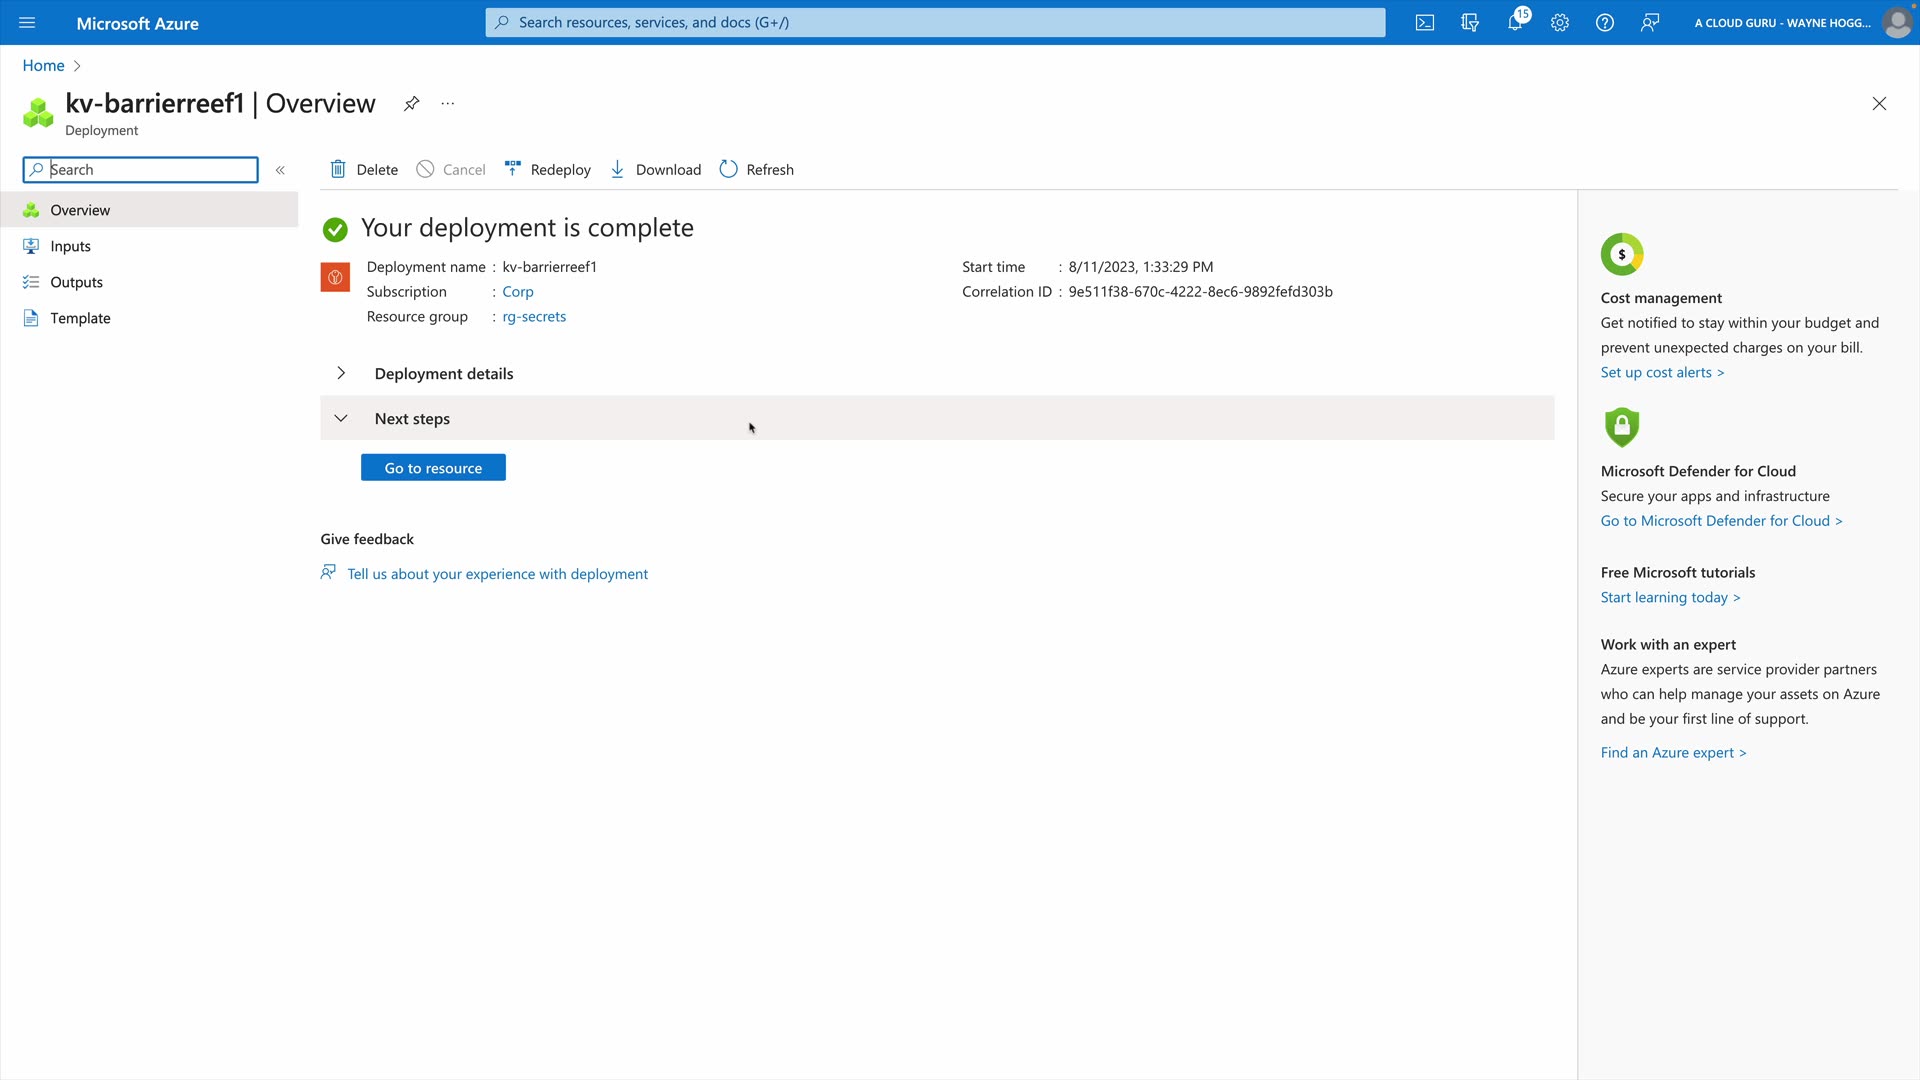 Microsoft Azure
Search resources, services, and docs (G+/)
15
A CLOUD GURU - WAYNE HOGG...
Home
kv-barrierreef1 | Overview
Deployment
Search
Delete
Cancel
Redeploy
Download
Refresh
Overview
Inputs
Outputs
Template
Your deployment is complete
Deployment name : kv-barrierreef1
Subscription : Corp
Resource group : rg-secrets
Start time : 8/11/2023, 1:33:29 PM
Correlation ID : 9e511f38-670c-4222-8ec6-9892fefd303b
Deployment details
Next steps
Go to resource
Give feedback
Tell us about your experience with deployment
$
Cost management
Get notified to stay within your budget and
prevent unexpected charges on your bill.
Set up cost alerts >
Microsoft Defender for Cloud
Secure your apps and infrastructure
Go to Microsoft Defender for Cloud >
Free Microsoft tutorials
Start learning today >
Work with an expert
Azure experts are service provider partners
who can help manage your assets on Azure
and be your first line of support.
Find an Azure expert >